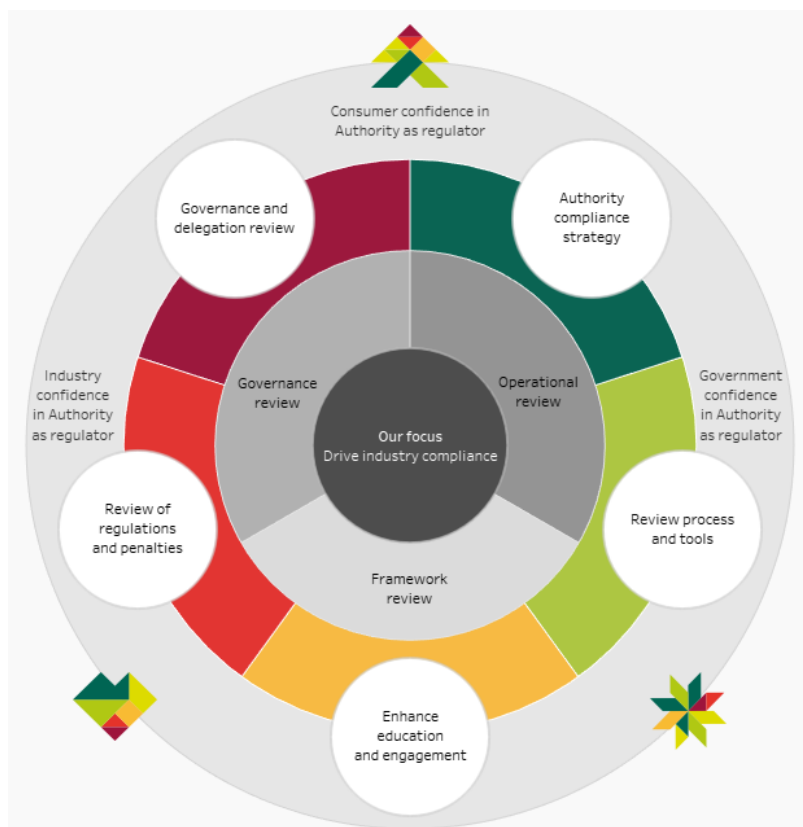 Consumer confidence in
Authority as regulator
Governance and
delegation review
Authority
compliance
strategy
Industry
confidence
in Authority
as regulator
Governance
review
Operational
review
Government
confidence
in Authority
as regulator
Our focus
Drive industry compliance
Review of
regulations
and penalties
Review process
and tools
Framework
review
Enhance
education
and engagement